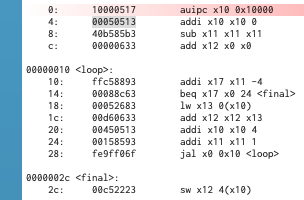 0: 10000517 auipc x10 0x10000
4: 00050513 addi x10 x10 0
8: 40b585b3 sub x11 x11 x11
c: 00000633 add x12 x0 x0
00000010 <loop>:
10: ffc58893 addi x17 x11 -4
14: 00088c63 beq x17 x0 24 <final>
18: 00052683 lw x13 0(x10)
1c: 00d60633 add x12 x12 x13
20: 00450513 addi x10 x10 4
24: 00158593 addi x11 x11 1
28: fe9ff06f jal x0 0x10 <loop>
0000002c <final>:
2c: 00c52223 sw x12 4(x10)